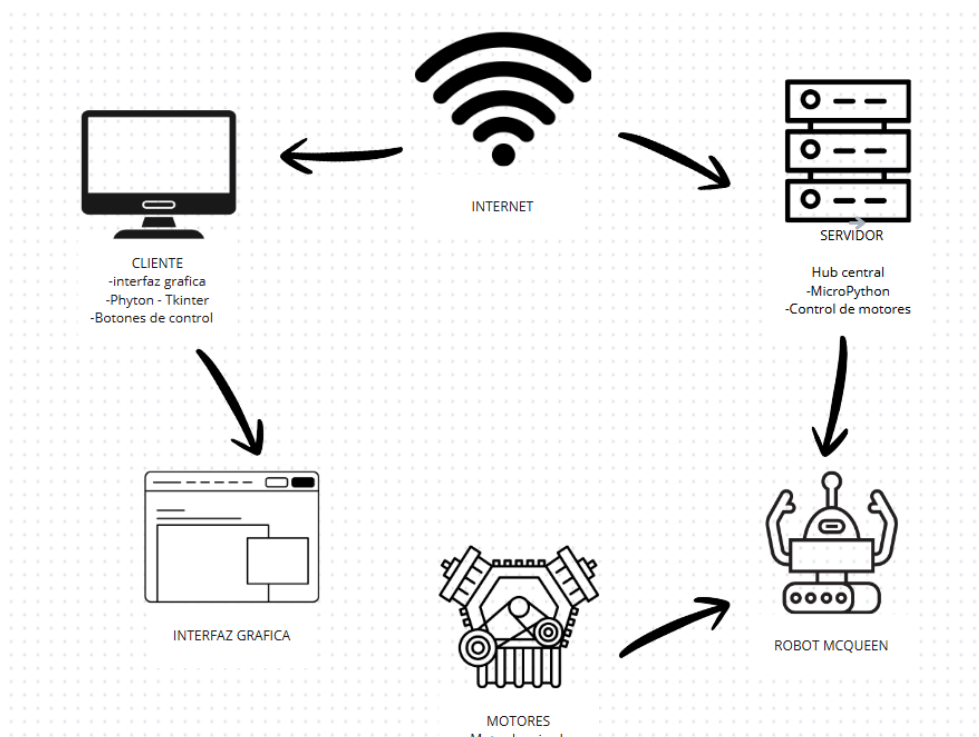 INTERNET
CLIENTE
-interfaz grafica
-Phyton - Tkinter
-Botones de control
SERVIDOR
Hub central
-MicroPython
-Control de motores
INTERFAZ GRAFICA
ROBOT MCQUEEN
MOTORES